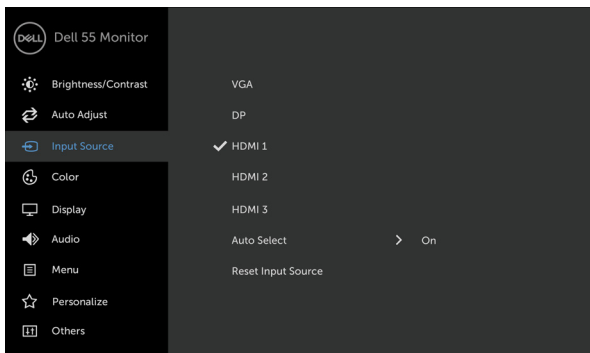 DELL Dell 55 Monitor
Brightness/Contrast
Auto Adjust
Input Source
Color
Display
Audio
Menu
Personalize
Others
VGA
DP
HDMI 1
HDMI 2
HDMI 3
Auto Select On
Reset Input Source